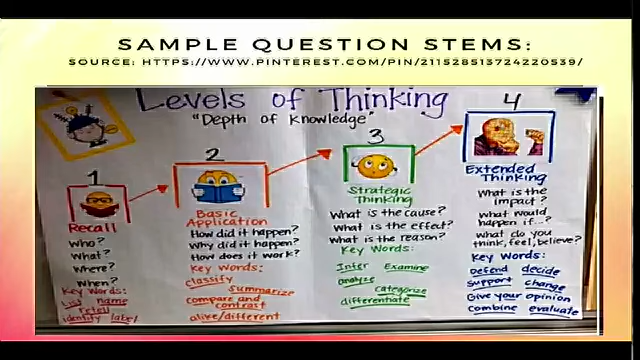 SAMPLE QUESTION STEMS:
SOURCE: HTTPS://WWW.PINTEREST.COM/PIN/211528513724220539/
Levels of Thinking
"Depth of Knowledge"
1
Recall
Who?
What?
Where?
When?
Key Words:
List name
retell
identify label
2
Basic
Application
How did it happen?
Why did it happen?
How does it work?
Key Words:
classify
summarize
compare and
contrast
alive/different
3
Strategic
Thinking
What is the cause?
What is the effect?
What is the reason?
Key Words:
Infer Examine
analyze
categorize
differentiate
4
Extended
Thinking
What is the
impact?
What would
happen if...?
What do you
think, feel, believe?
Key Words:
Defend decide
Support change
Give your opinion
Combine evaluate